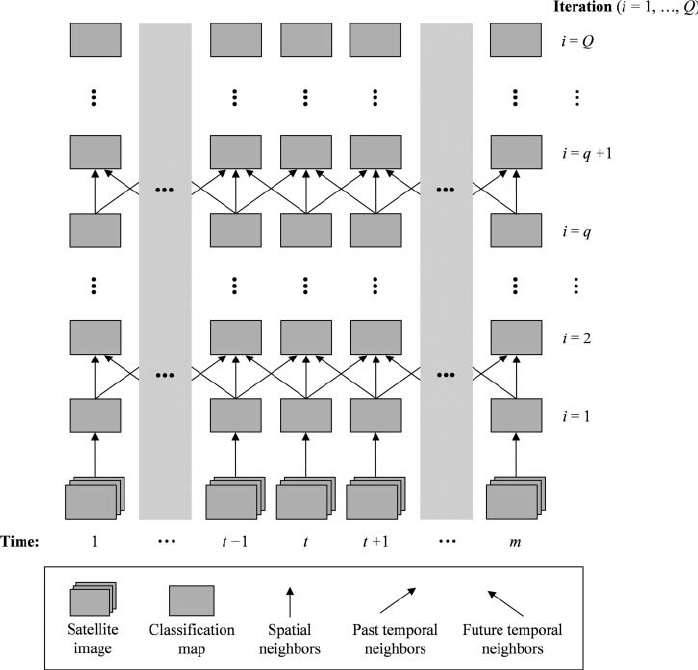 Iteration (i = 1, …, Q)
i = Q
i = q +1
i = q
i = 2
i = 1
Time: 1 … t −1 t t +1 … m
Satellite image
Classification map
Spatial neighbors
Past temporal neighbors
Future temporal neighbors